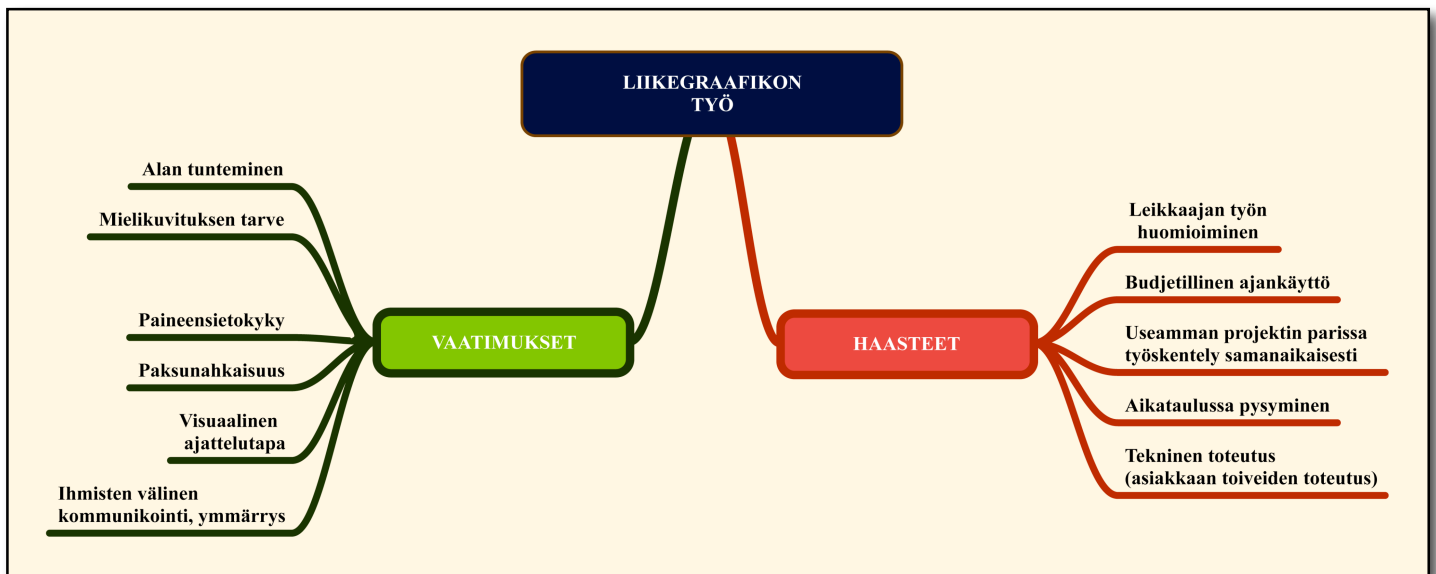 LIIKEGRAAFIKON
TYÖ
VAATIMUKSET
Alan tunteminen
Mielikuvituksen tarve
Paineensietokyky
Paksunahkaisuus
Visuaalinen
ajattelutapa
Ihmisten välinen
kommunikointi, ymmärrys
HAASTEET
Leikkaajan työn
huomioiminen
Budjetillinen ajankäyttö
Useamman projektin parissa
työskentely samanaikaisesti
Aikataulussa pysyminen
Tekninen toteutus
(asiakkaan toiveiden toteutus)